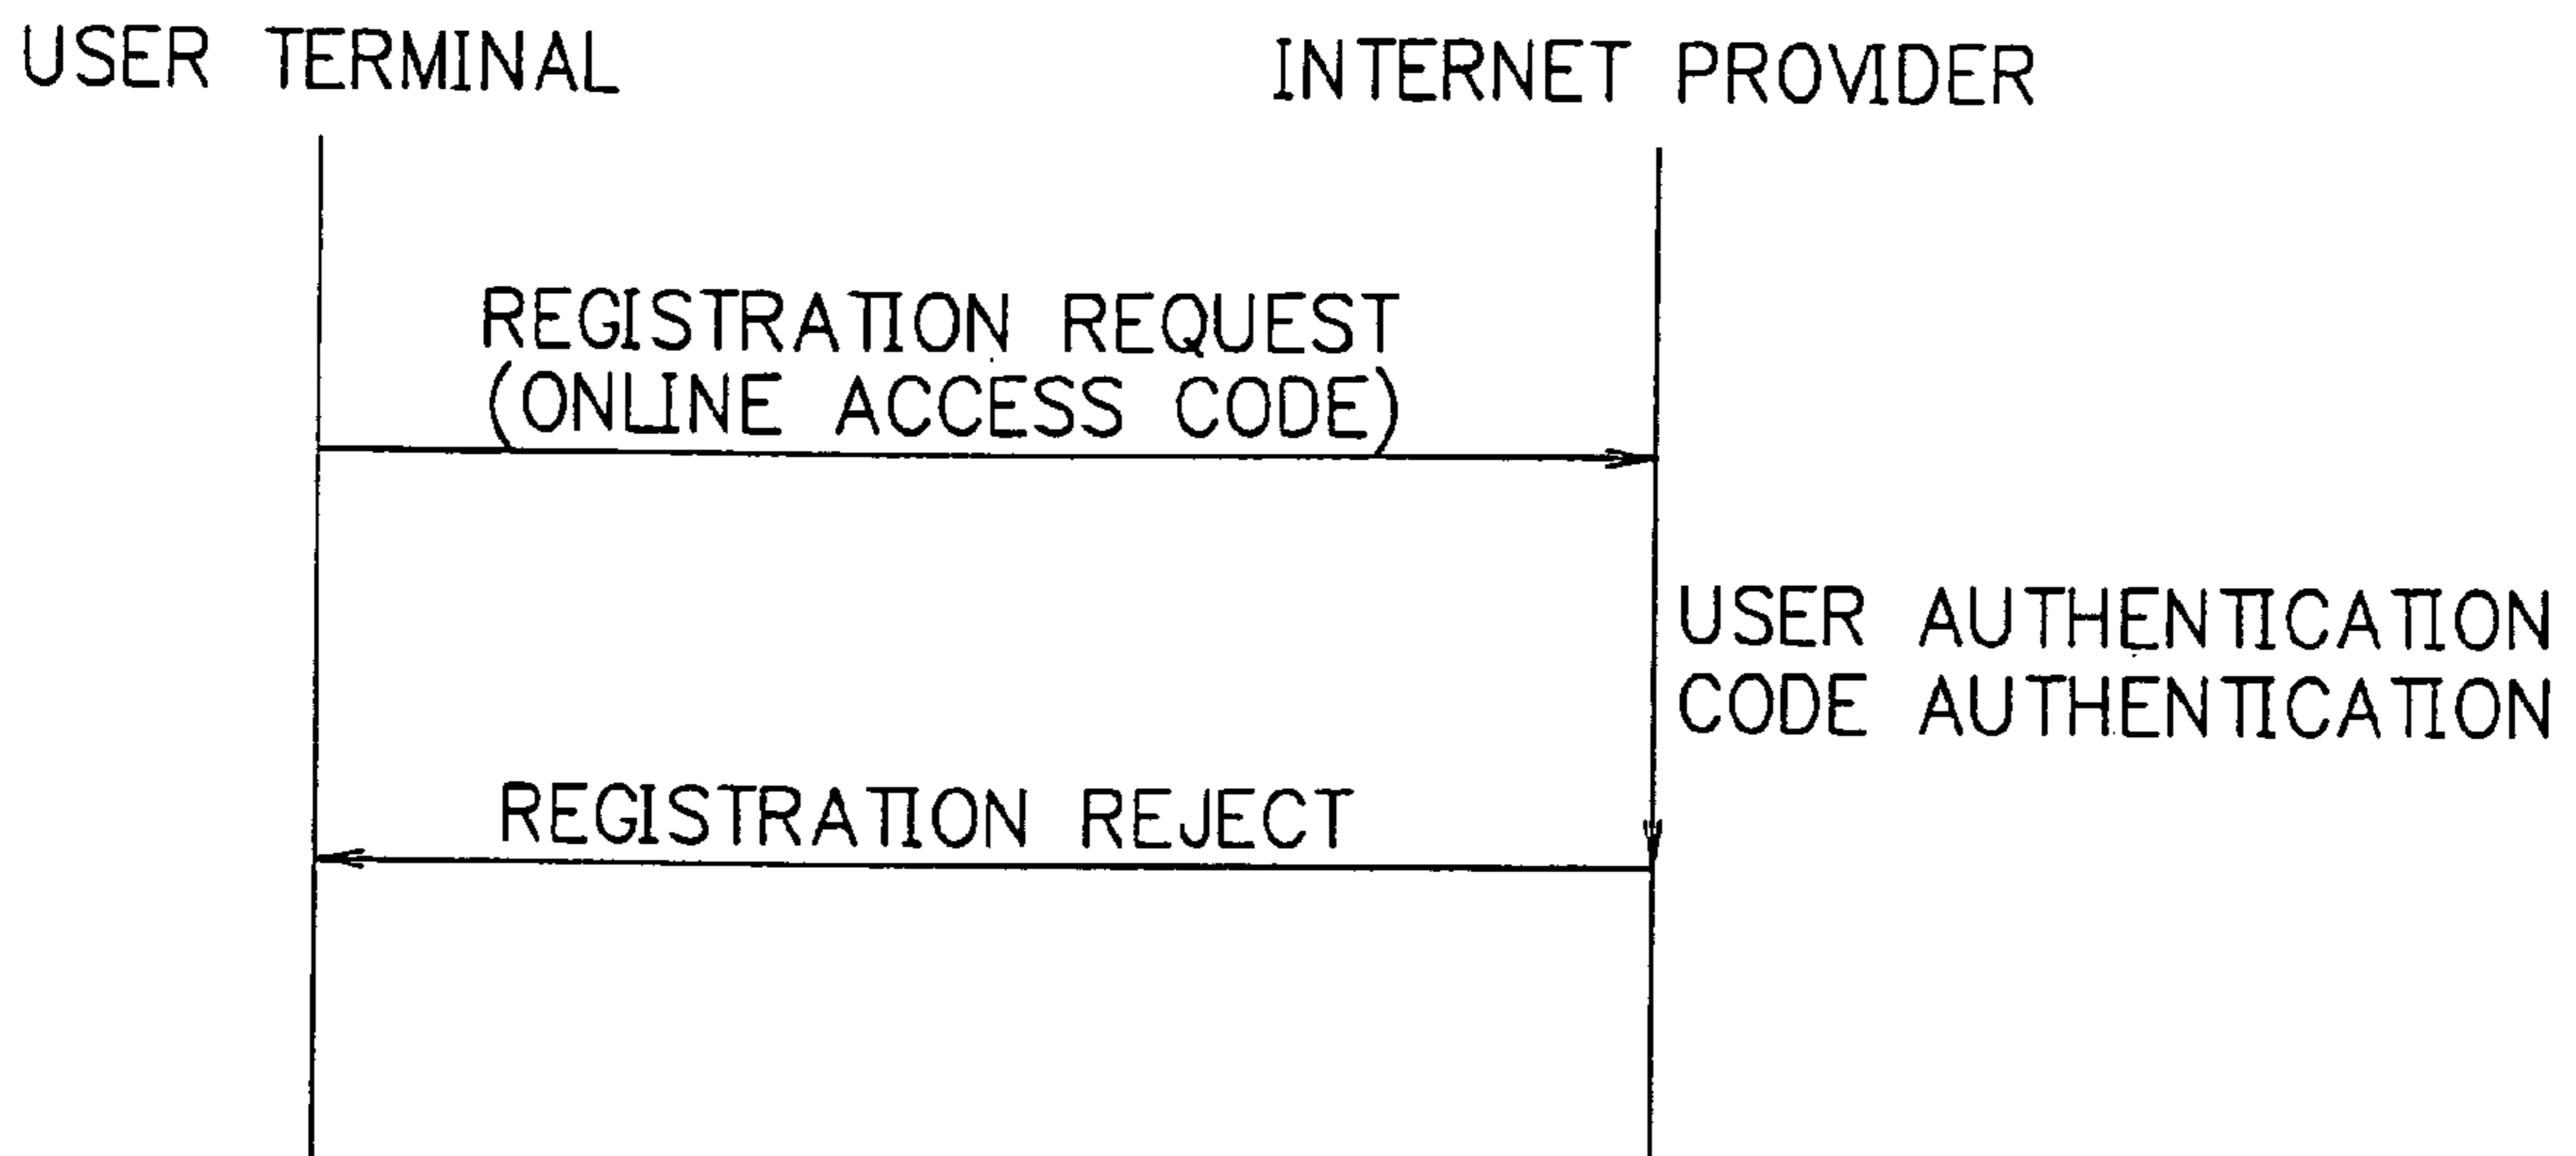 USER TERMINAL
INTERNET PROVIDER
REGISTRATION REQUEST
(ONLINE ACCESS CODE)
USER AUTHENTICATION
CODE AUTHENTICATION
REGISTRATION REJECT